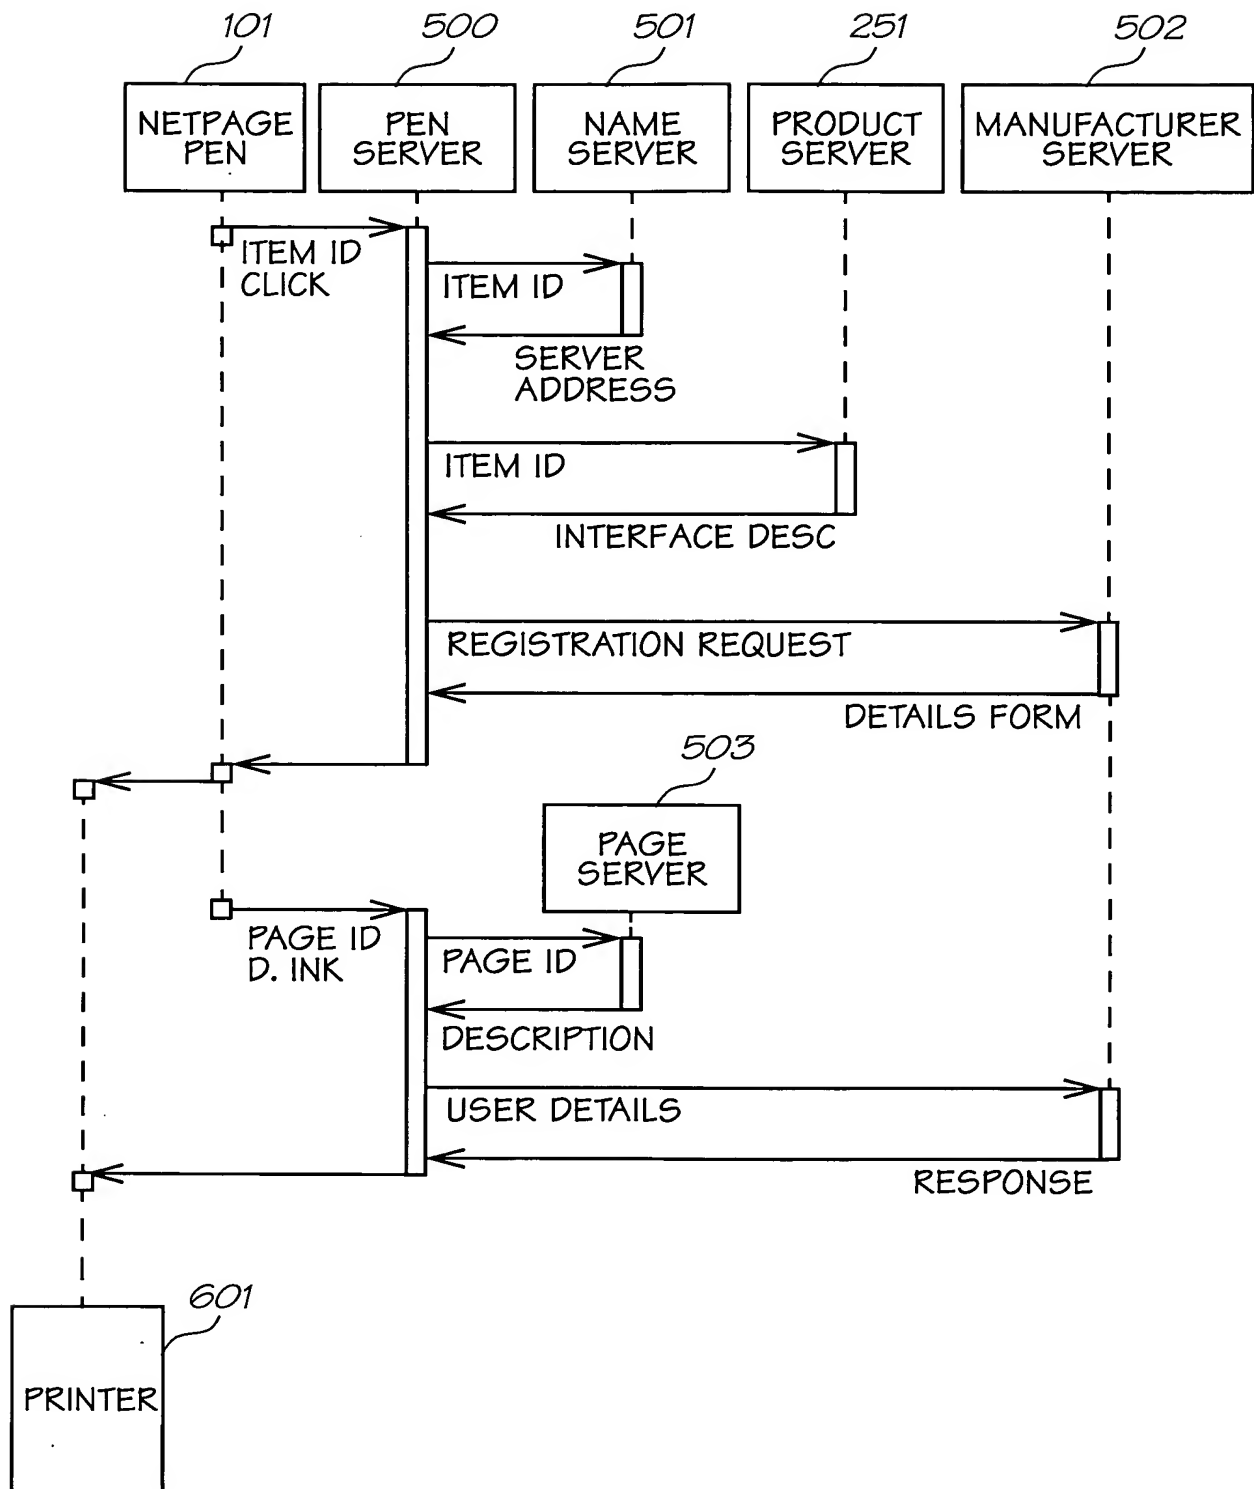 101
500
501
251
502
NETPAGE
PEN
PEN
SERVER
NAME
SERVER
PRODUCT
SERVER
MANUFACTURER
SERVER
ITEM ID
CLICK
ITEM ID
SERVER
ADDRESS
ITEM ID
INTERFACE DESC
REGISTRATION REQUEST
DETAILS FORM
503
PAGE
SERVER
PAGE ID
D. INK
PAGE ID
DESCRIPTION
USER DETAILS
RESPONSE
601
PRINTER